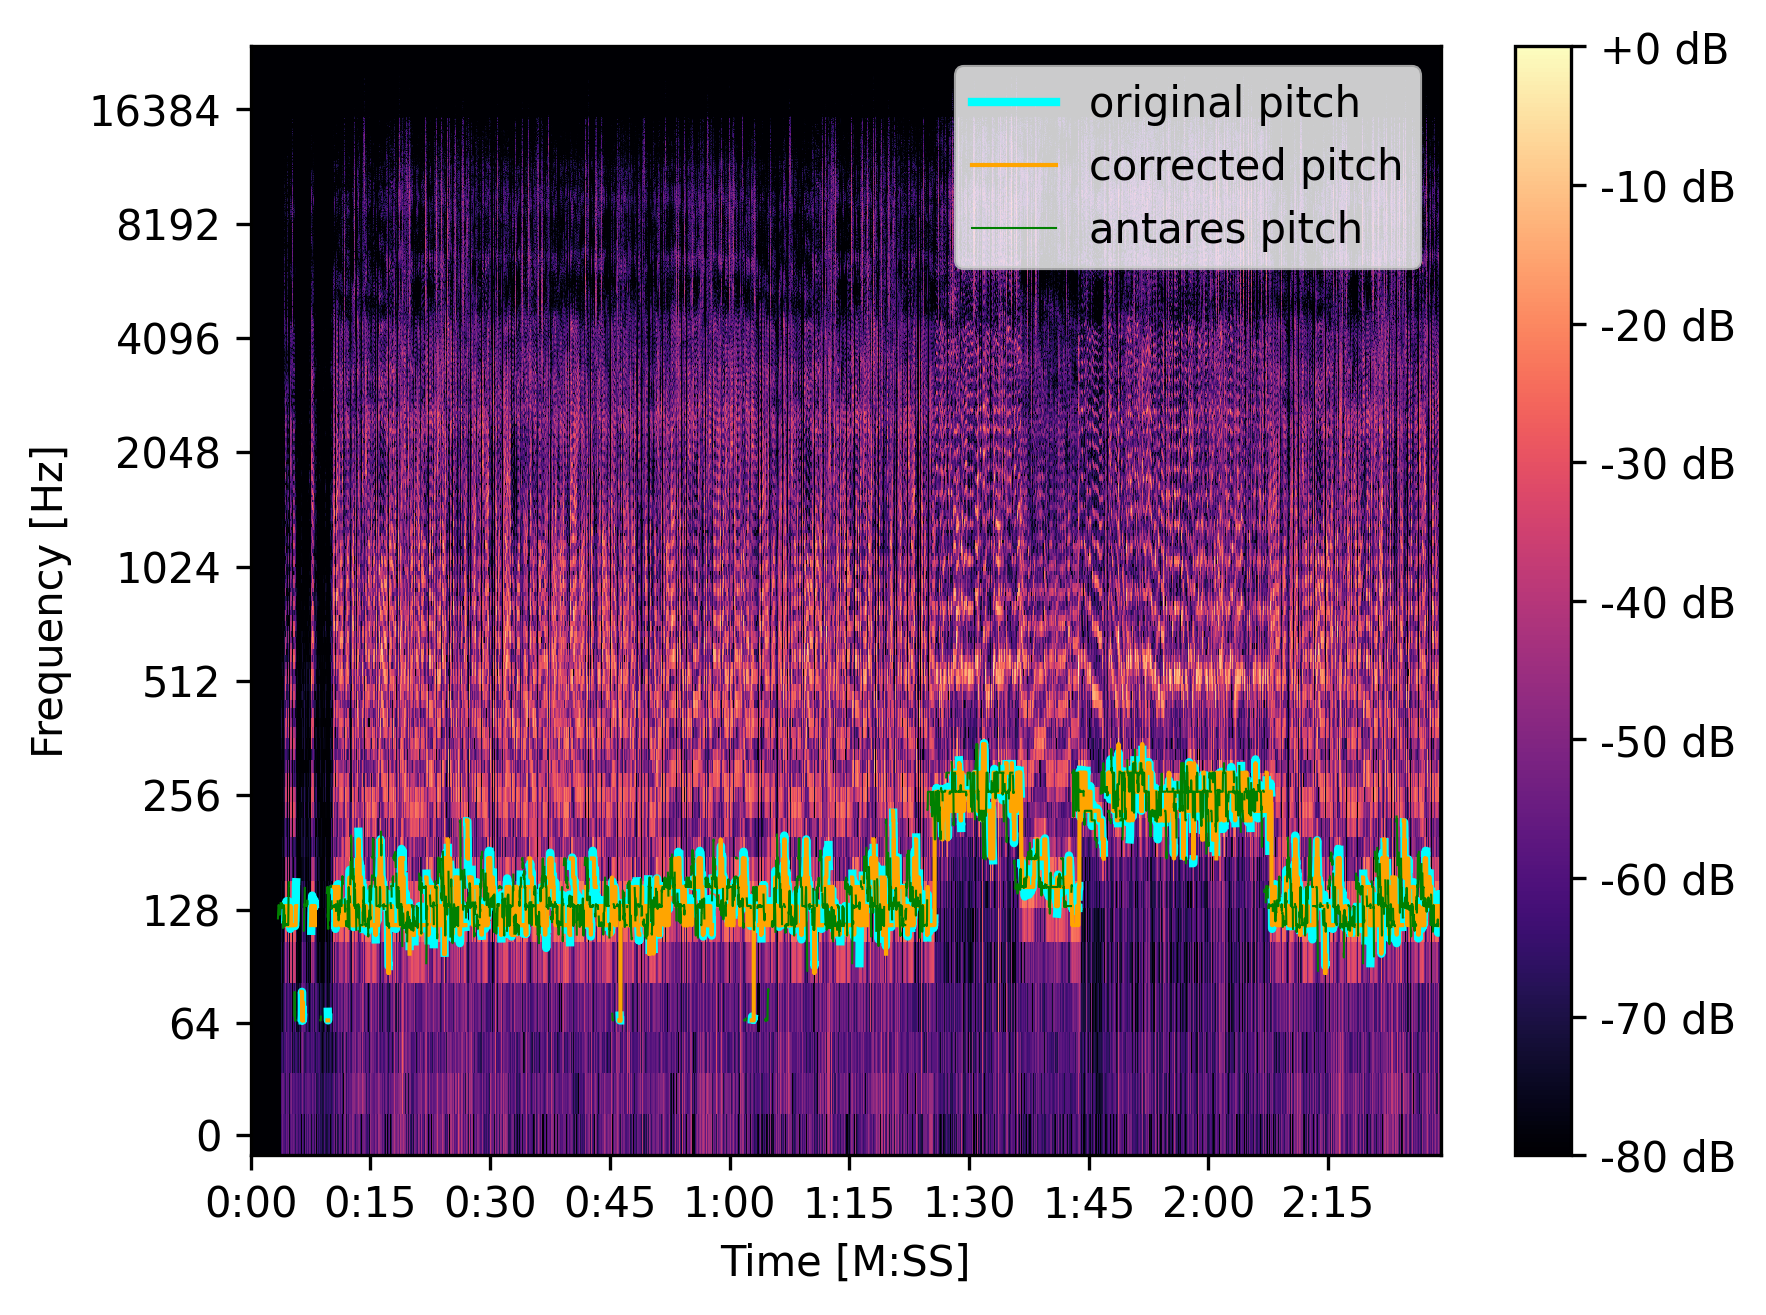 +0 dB
-10 dB
-20 dB
-30 dB
-40 dB
-50 dB
-60 dB
-70 dB
-80 dB
original pitch
corrected pitch
antares pitch
16384
8192
4096
2048
1024
512
256
128
64
0
Frequency [Hz]
0:00 0:15 0:30 0:45 1:00 1:15 1:30 1:45 2:00 2:15
Time [M:SS]